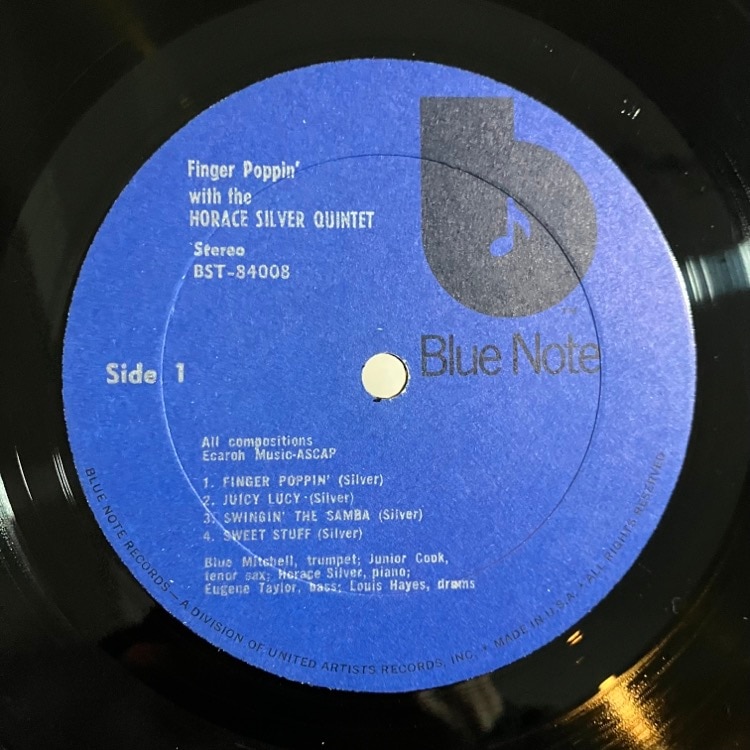 Finger Poppin'
with the
HORACE SILVER QUINTET
Stereo
BST-84008
Blue Note
Side 1
All compositions
Ecaroh Music-ASCAP
1. FINGER POPPIN' (Silver)
2. JUICY LUCY (Silver)
3. SWINGIN' THE SAMBA (Silver)
4. SWEET STUFF (Silver)
Blue Mitchell, trumpet; Junior Cook,
tenor sax; Horace Silver, piano;
Eugene Taylor, bass; Louis Hayes, drums
BLUE NOTE RECORDS—A DIVISION OF UNITED ARTISTS RECORDS, INC. * MADE IN U.S.A. * ALL RIGHTS RESERVED